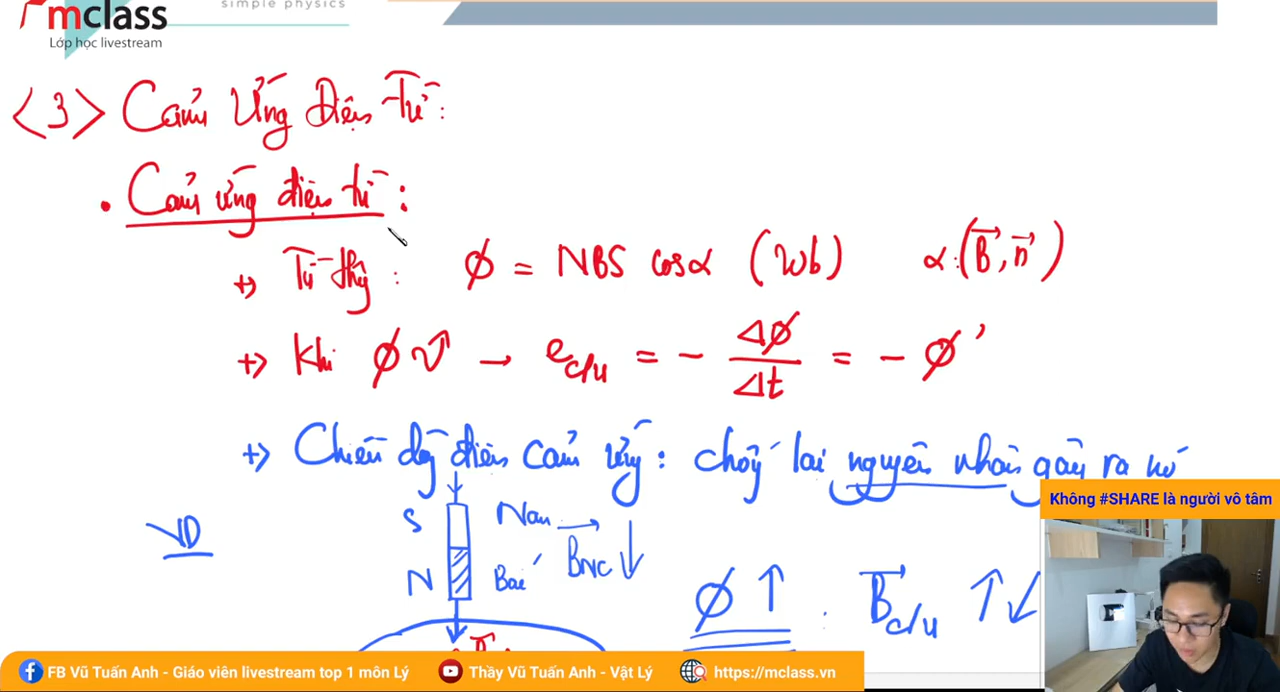 simple physics
mclass
Lớp học livestream
<3> Cảm Ứng Điện Từ:
• Cảm ứng điện từ:
+) Từ thg: ϕ = NBS cosα (Wb) α:(B⃗, n⃗)
+) Khi ϕ → e_c/ư = - Δϕ/Δt = - ϕ'
+) Chiều dòng điện cảm ứng: chống lại nguyên nhân gây ra nó
Không #SHARE là người vô tâm
VD
S Nam B⃗_NC ↓
N Bắc ϕ ↑ : B⃗_c/ư ↑↓
FB Vũ Tuấn Anh - Giáo viên livestream top 1 môn Lý
Thầy Vũ Tuấn Anh - Vật Lý
https://mclass.vn